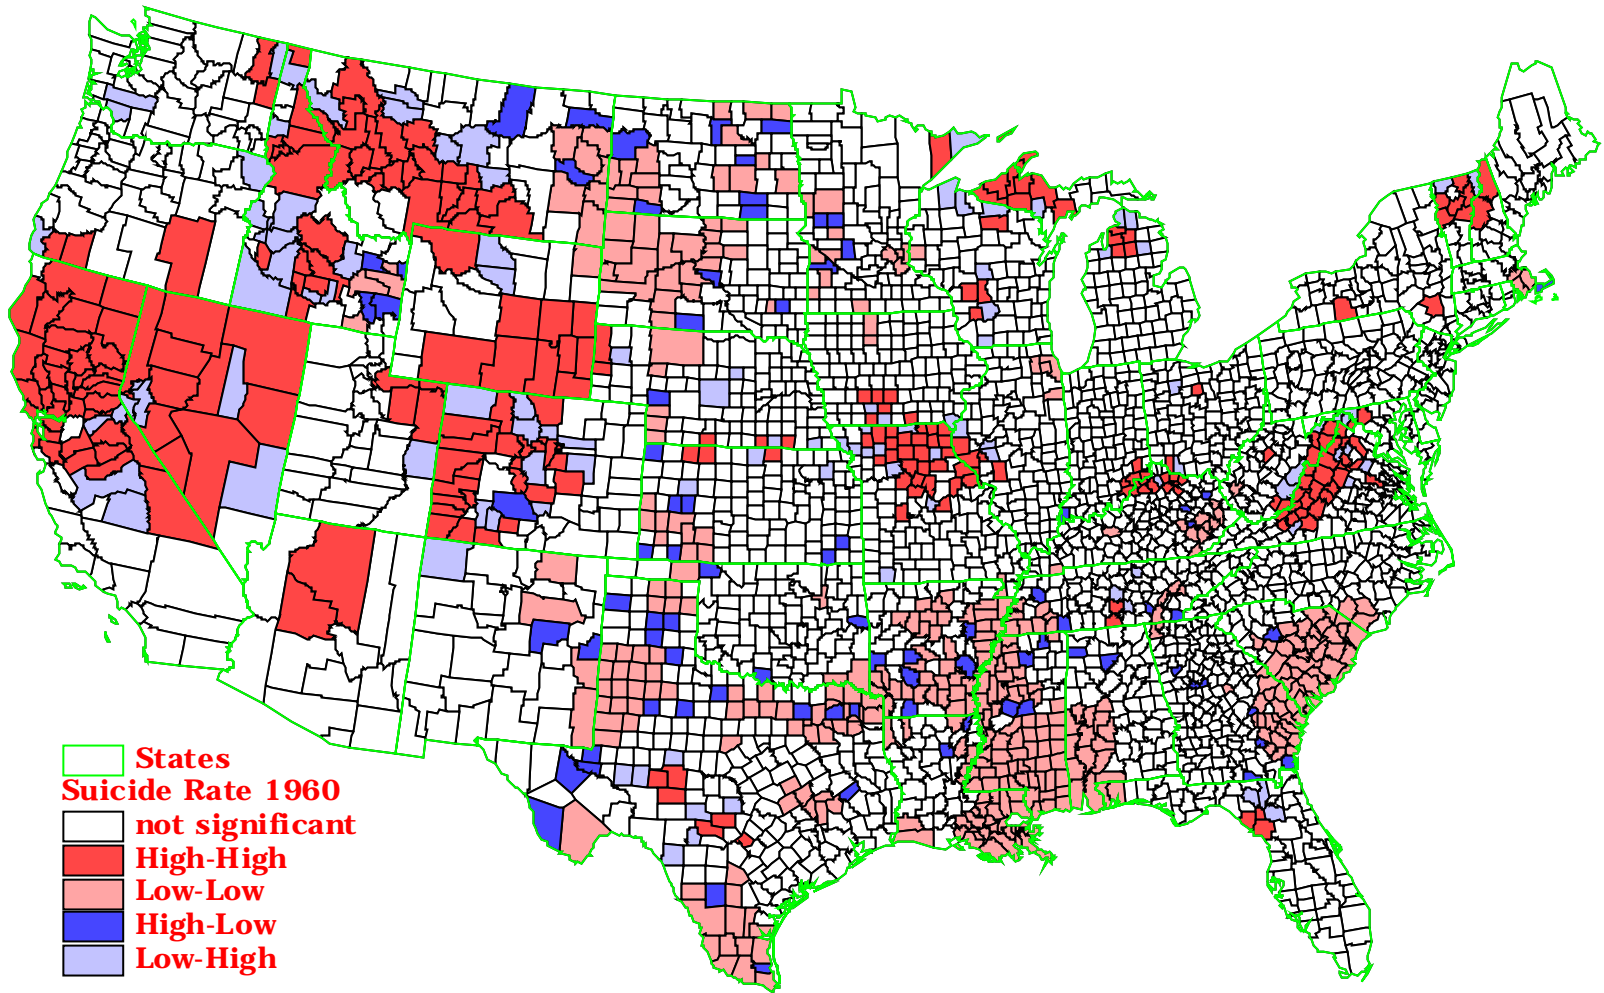 States
Suicide Rate 1960
not significant
High-High
Low-Low
High-Low
Low-High